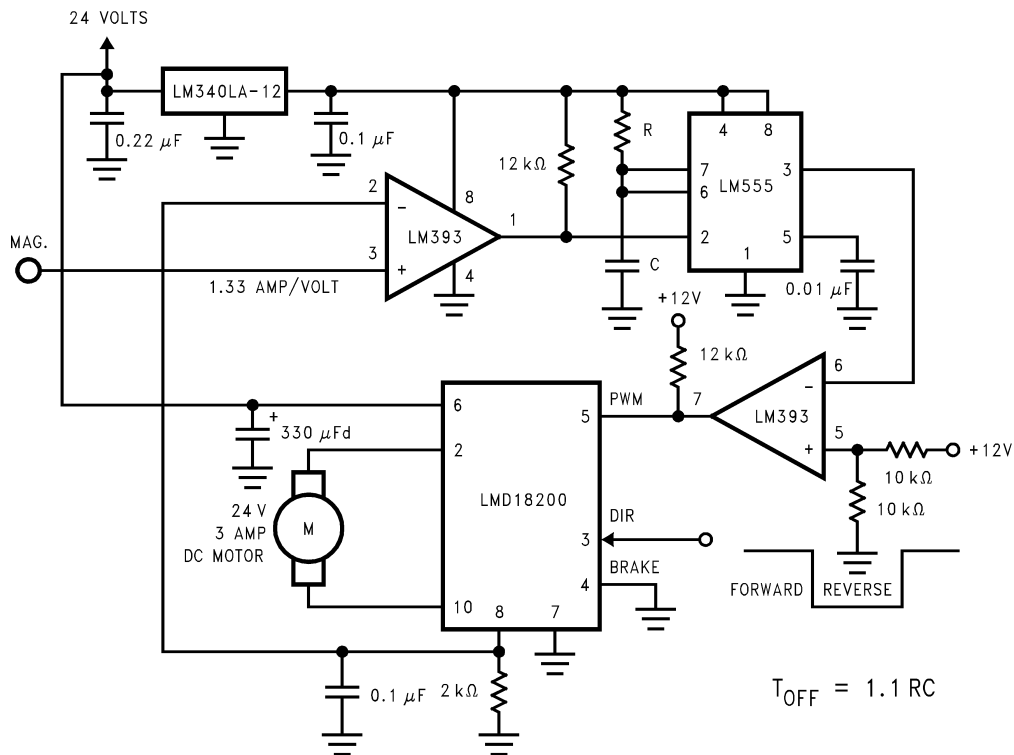 24 VOLTS
LM340LA-12
0.22 μF
0.1 μF
12 kΩ
R
4
8
7
6
LM555
3
2
5
1
2
−
8
1
LM393
MAG.
3
+
4
1.33 AMP/VOLT
C
0.01 μF
+12V
12 kΩ
6
−
LM393
PWM
7
5
+
+12V
10 kΩ
10 kΩ
6
5
+
330 μFd
2
LMD18200
24 V
3 AMP
DC MOTOR
M
DIR
3
BRAKE
4
10
8
7
FORWARD
REVERSE
0.1 μF
2 kΩ
T_OFF = 1.1 RC